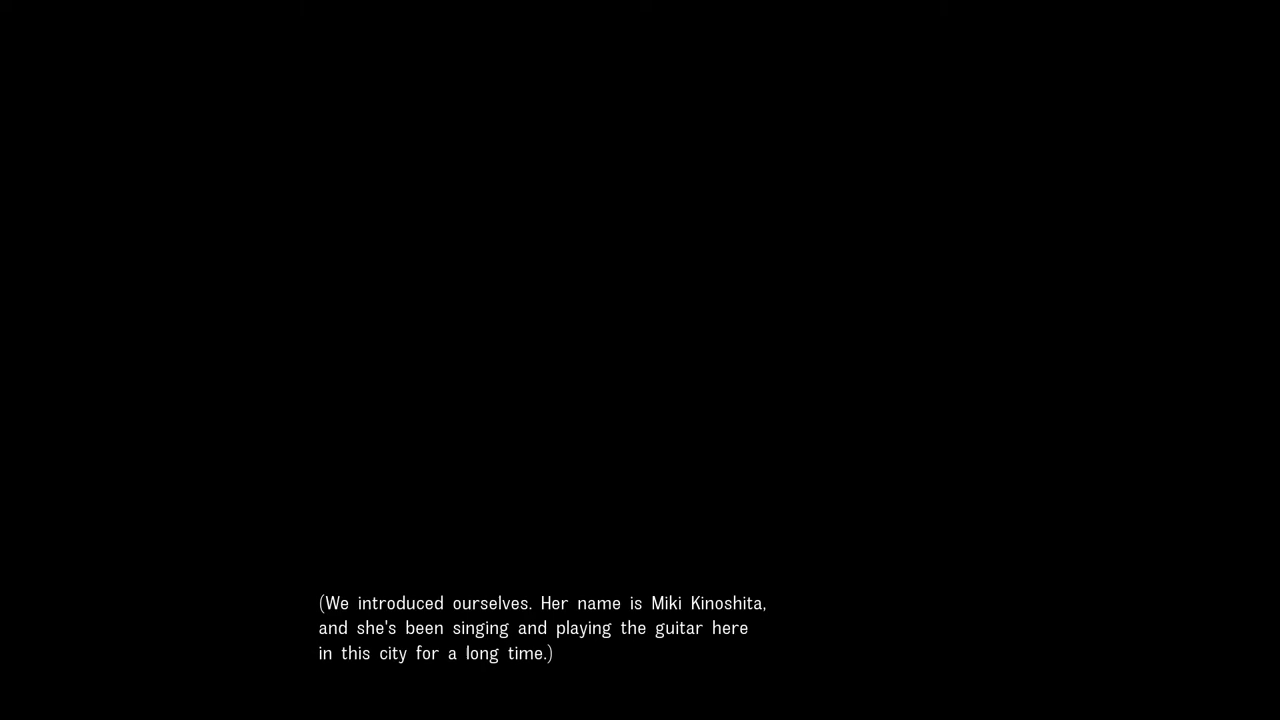 (We introduced ourselves. Her name is Miki Kinoshita,
and she's been singing and playing the guitar here
in this city for a long time.)